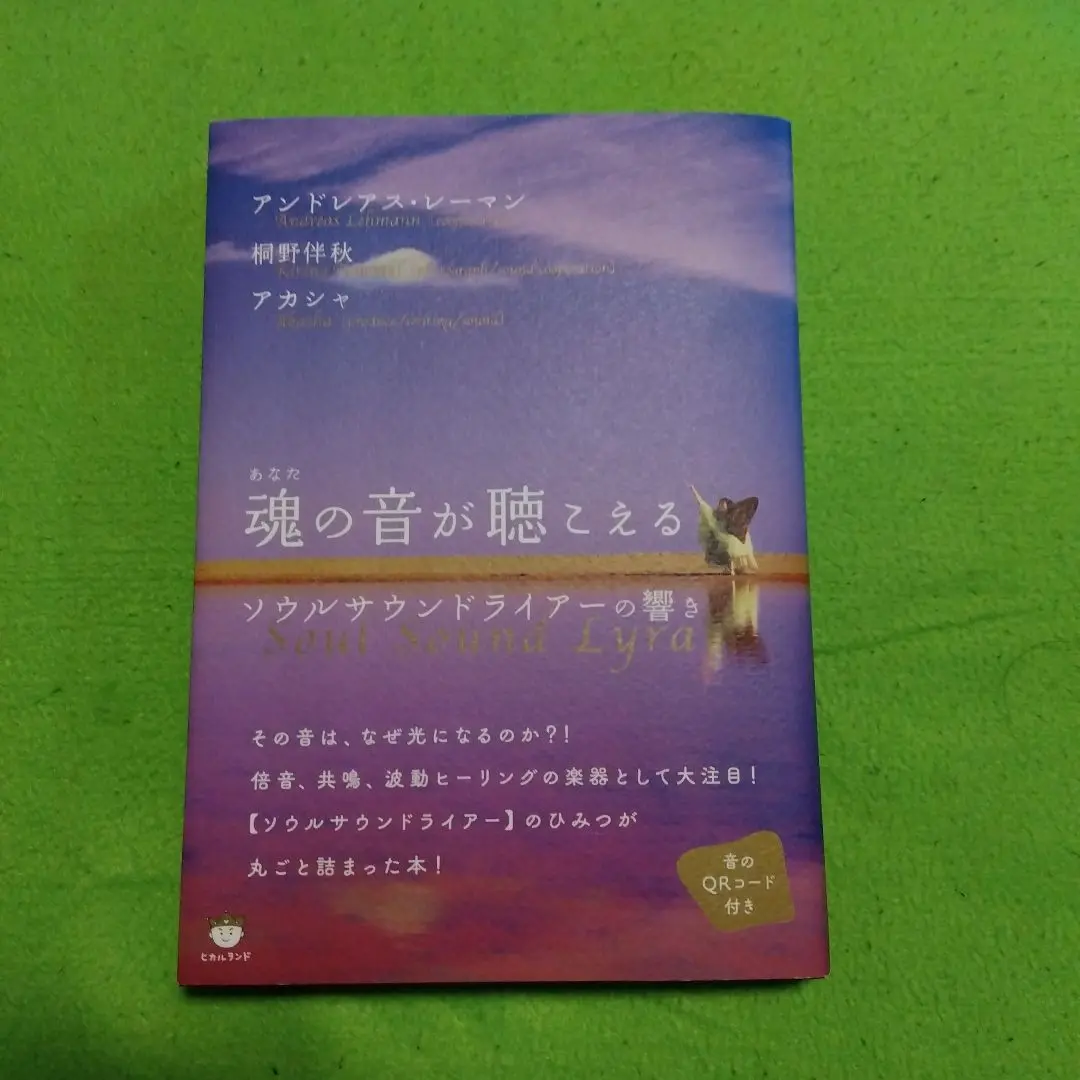 アンドレアス・レーマン
Andreas Lehmann
桐野伴秋
アカシャ
あなた
魂の音が聴こえる
ソウルサウンドライアーの響き
Soul Sound Lyra
その音は、なぜ光になるのか?!
倍音、共鳴、波動ヒーリングの楽器として大注目!
【ソウルサウンドライアー】のひみつが
丸ごと詰まった本!
音の
QRコード
付き
ヒカルランド